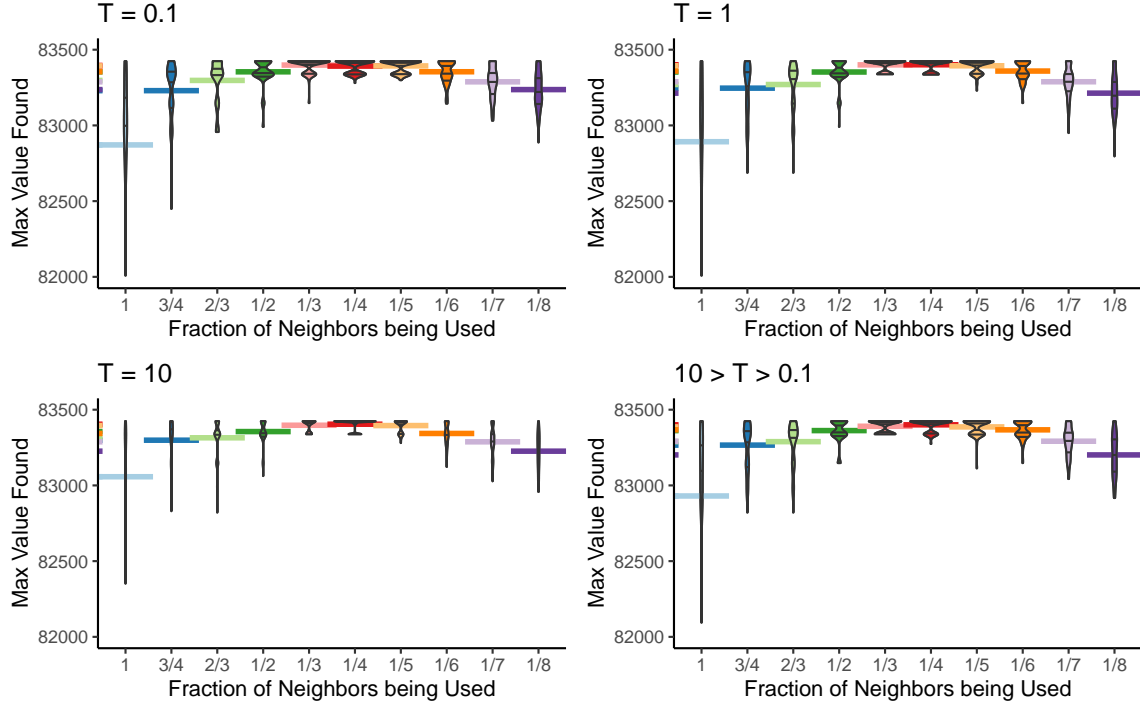 T = 0.1
Max Value Found
83500
83000
82500
82000
1 3/4 2/3 1/2 1/3 1/4 1/5 1/6 1/7 1/8
Fraction of Neighbors being Used
T = 1
Max Value Found
83500
83000
82500
82000
1 3/4 2/3 1/2 1/3 1/4 1/5 1/6 1/7 1/8
Fraction of Neighbors being Used
T = 10
Max Value Found
83500
83000
82500
82000
1 3/4 2/3 1/2 1/3 1/4 1/5 1/6 1/7 1/8
Fraction of Neighbors being Used
10 > T > 0.1
Max Value Found
83500
83000
82500
82000
1 3/4 2/3 1/2 1/3 1/4 1/5 1/6 1/7 1/8
Fraction of Neighbors being Used